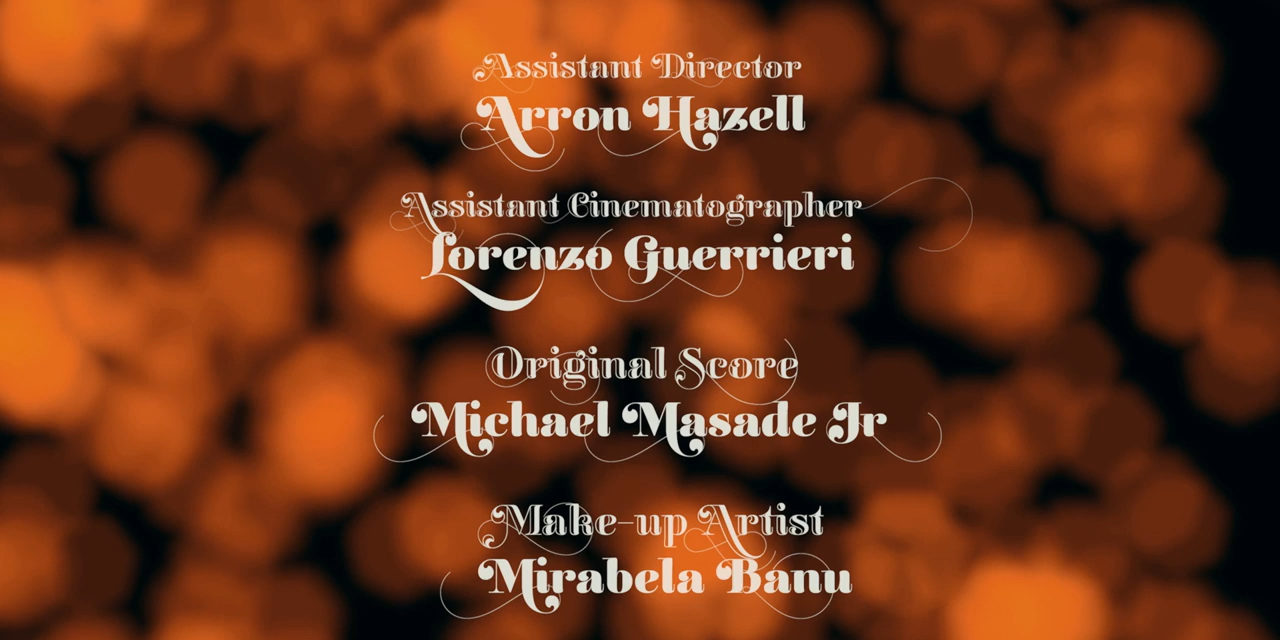 Assistant Director
Arron Hazell
Assistant Cinematographer
Lorenzo Guerrieri
Original Score
Michael Masade Jr
Make-up Artist
Mirabela Banu